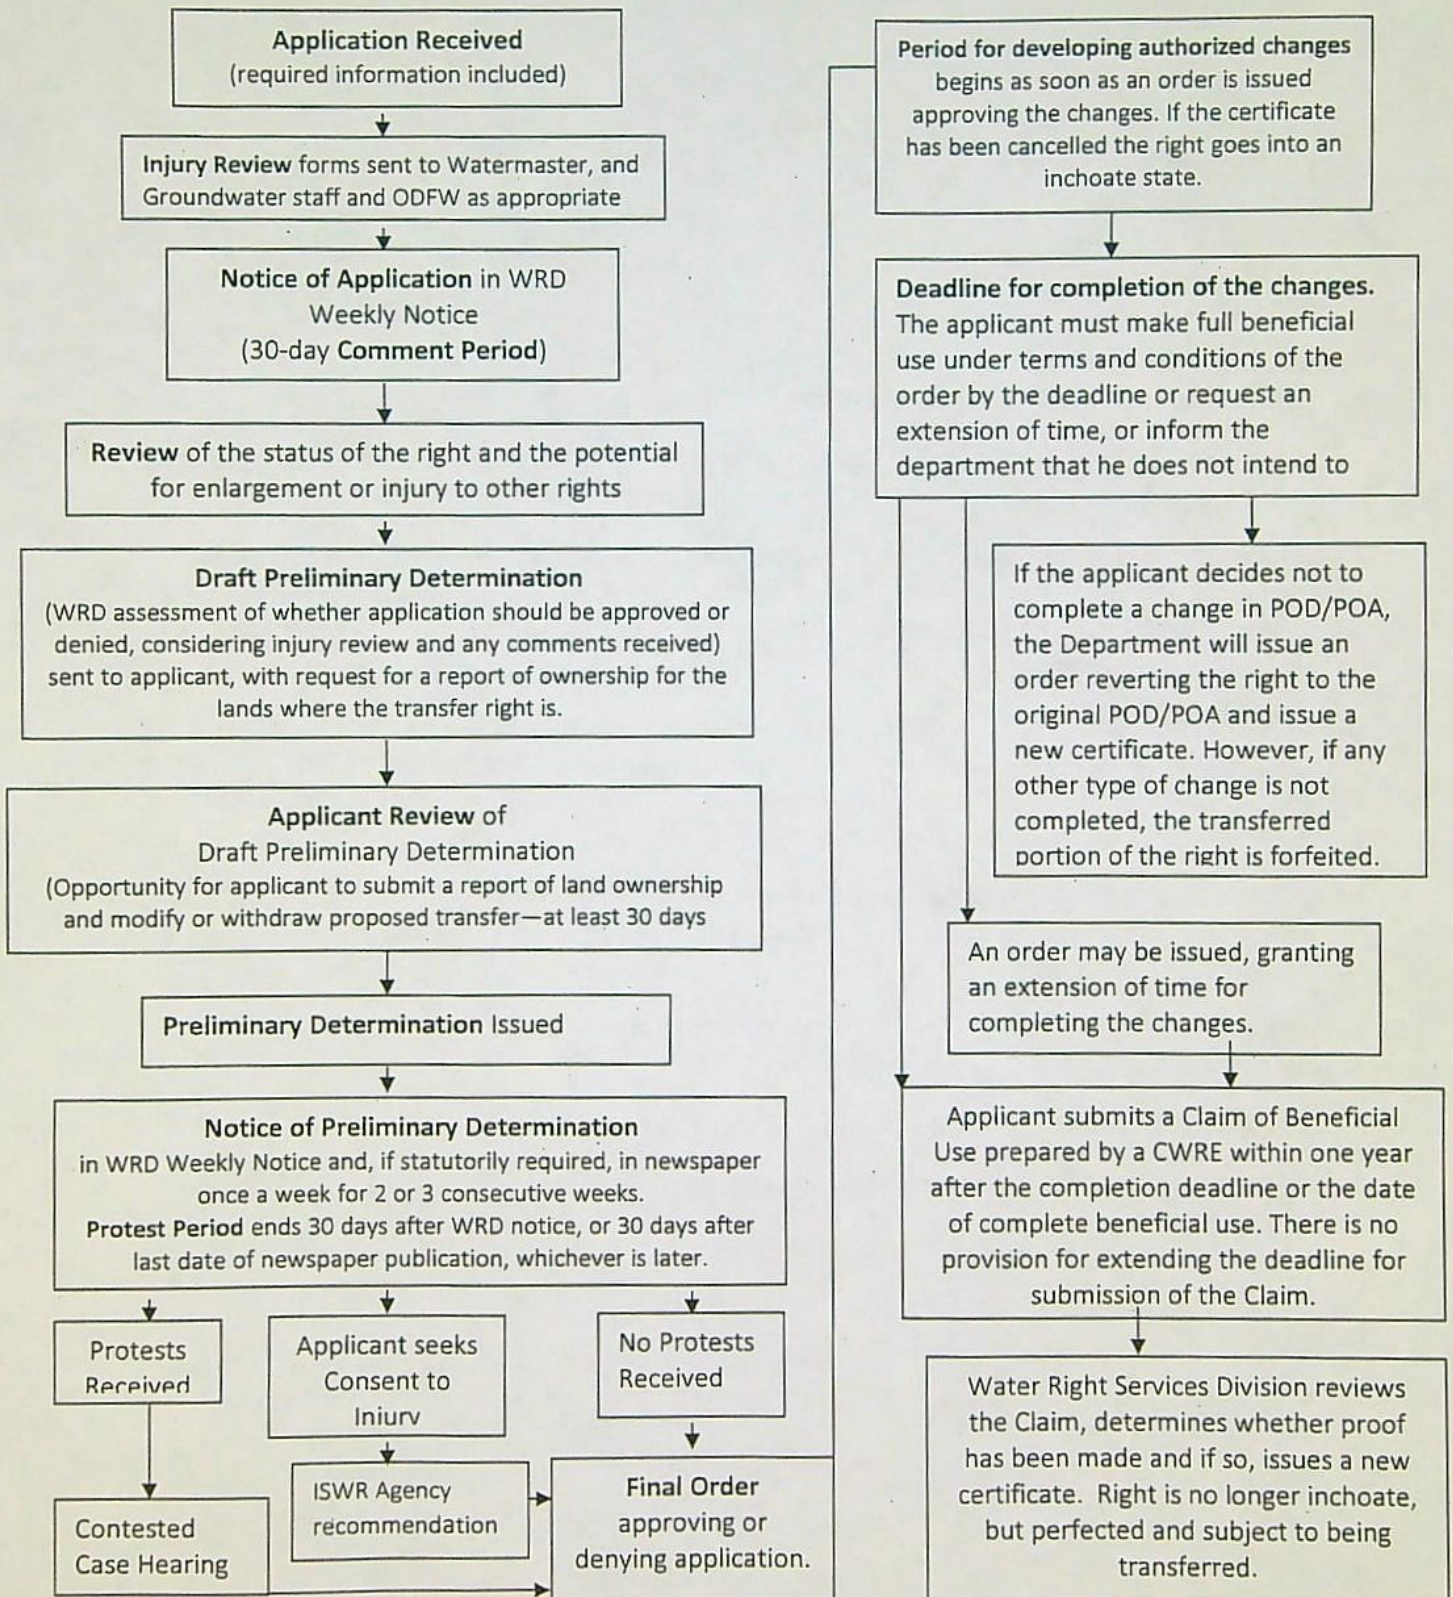 Application Received
(required information included)
Injury Review forms sent to Watermaster, and
Groundwater staff and ODFW as appropriate
Notice of Application in WRD
Weekly Notice
(30-day Comment Period)
Review of the status of the right and the potential
for enlargement or injury to other rights
Draft Preliminary Determination
(WRD assessment of whether application should be approved or
denied, considering injury review and any comments received)
sent to applicant, with request for a report of ownership for the
lands where the transfer right is.
Applicant Review of
Draft Preliminary Determination
(Opportunity for applicant to submit a report of land ownership
and modify or withdraw proposed transfer—at least 30 days
Preliminary Determination Issued
Notice of Preliminary Determination
in WRD Weekly Notice and, if statutorily required, in newspaper
once a week for 2 or 3 consecutive weeks.
Protest Period ends 30 days after WRD notice, or 30 days after
last date of newspaper publication, whichever is later.
Protests
Received
Contested
Case Hearing
Applicant seeks
Consent to
Injury
ISWR Agency
recommendation
No Protests
Received
Final Order
approving or
denying application.
Period for developing authorized changes
begins as soon as an order is issued
approving the changes. If the certificate
has been cancelled the right goes into an
inchoate state.
Deadline for completion of the changes.
The applicant must make full beneficial
use under terms and conditions of the
order by the deadline or request an
extension of time, or inform the
department that he does not intend to
If the applicant decides not to
complete a change in POD/POA,
the Department will issue an
order reverting the right to the
original POD/POA and issue a
new certificate. However, if any
other type of change is not
completed, the transferred
portion of the right is forfeited.
An order may be issued, granting
an extension of time for
completing the changes.
Applicant submits a Claim of Beneficial
Use prepared by a CWRE within one year
after the completion deadline or the date
of complete beneficial use. There is no
provision for extending the deadline for
submission of the Claim.
Water Right Services Division reviews
the Claim, determines whether proof
has been made and if so, issues a new
certificate. Right is no longer inchoate,
but perfected and subject to being
transferred.